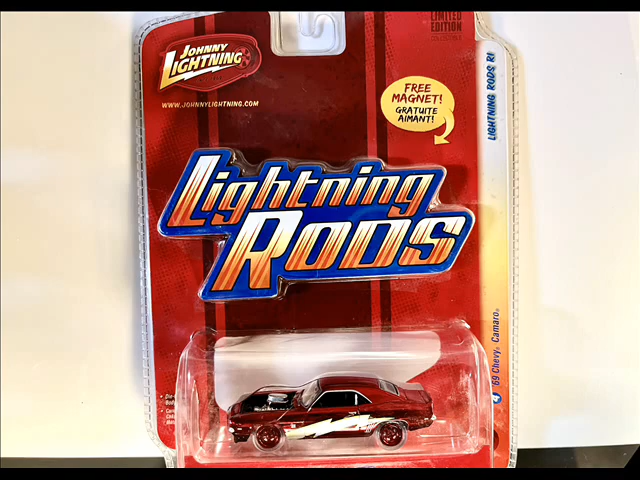 JOHNNY
LIGHTNING
WWW.JOHNNYLIGHTNING.COM
LIMITED
EDITION
FREE
MAGNET!
GRATUITE
AIMANT!
LIGHTNING RODS R1
Lightning
RODS
4 '69 Chevy® Camaro®